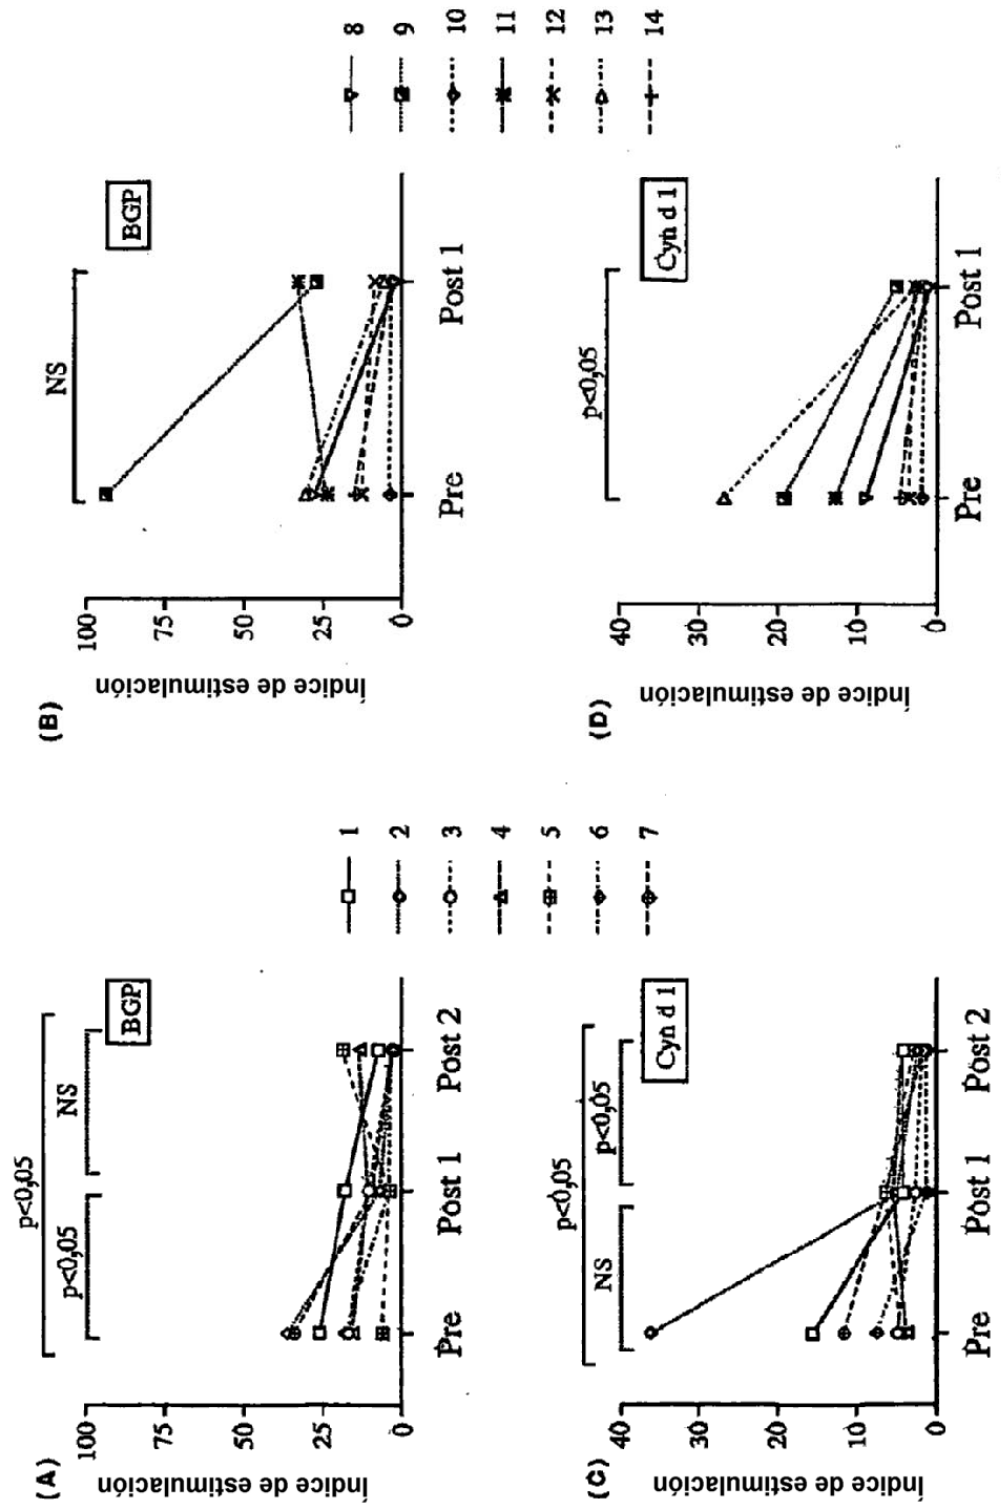 (A)
p<0,05
p<0,05
NS
BGP
Índice de estimulación
100
75
50
25
0
Pre
Post 1
Post 2
(B)
NS
BGP
Índice de estimulación
100
75
50
25
0
Pre
Post 1
1
2
3
4
5
6
7
8
9
10
11
12
13
14
(C)
p<0,05
NS
p<0,05
Cyn d 1
Índice de estimulación
40
30
20
10
0
Pre
Post 1
Post 2
(D)
p<0,05
Cyn d 1
Índice de estimulación
40
30
20
10
0
Pre
Post 1